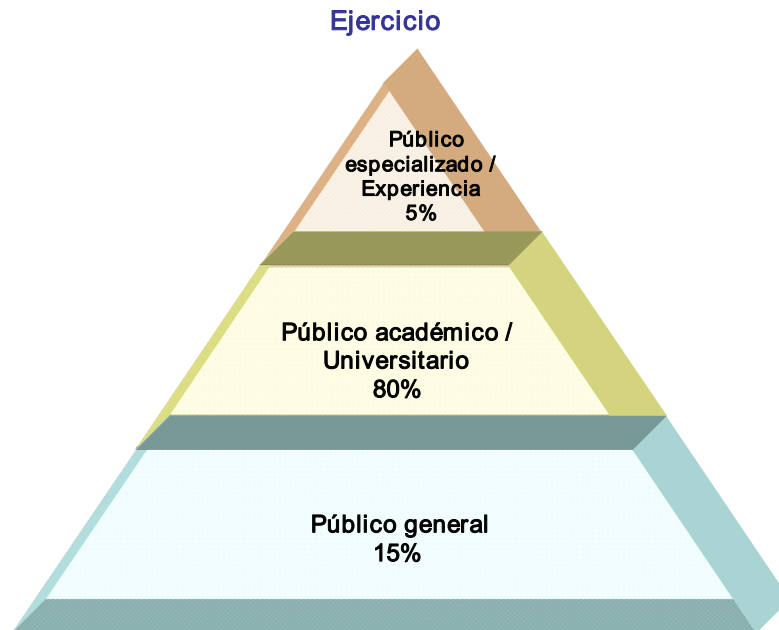 Ejercicio
Público
especializado /
Experiencia
5%
Público académico /
Universitario
80%
Público general
15%